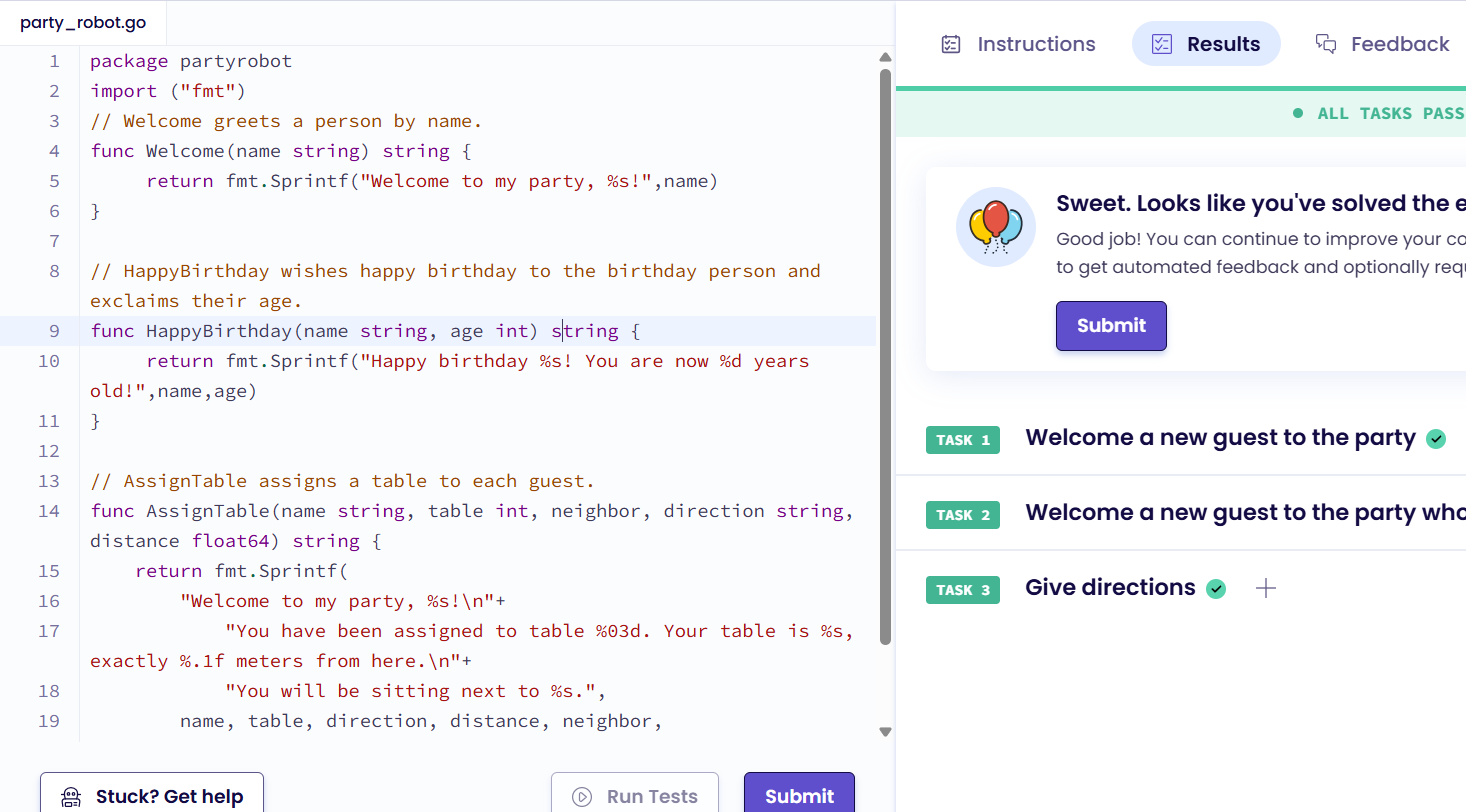 party_robot.go
1 package partyrobot
2 import ("fmt")
3 // Welcome greets a person by name.
4 func Welcome(name string) string {
5 return fmt.Sprintf("Welcome to my party, %s!",name)
6 }
7
8 // HappyBirthday wishes happy birthday to the birthday person and
exclaims their age.
9 func HappyBirthday(name string, age int) string {
10 return fmt.Sprintf("Happy birthday %s! You are now %d years
old!",name,age)
11 }
12
13 // AssignTable assigns a table to each guest.
14 func AssignTable(name string, table int, neighbor, direction string,
distance float64) string {
15 return fmt.Sprintf(
16 "Welcome to my party, %s!\n"+
17 "You have been assigned to table %03d. Your table is %s,
exactly %.1f meters from here.\n"+
18 "You will be sitting next to %s.",
19 name, table, direction, distance, neighbor,
Stuck? Get help
Run Tests
Submit
Instructions
Results
Feedback
ALL TASKS PASS
Sweet. Looks like you've solved the e
Good job! You can continue to improve your co
to get automated feedback and optionally requ
Submit
TASK 1 Welcome a new guest to the party
TASK 2 Welcome a new guest to the party who
TASK 3 Give directions